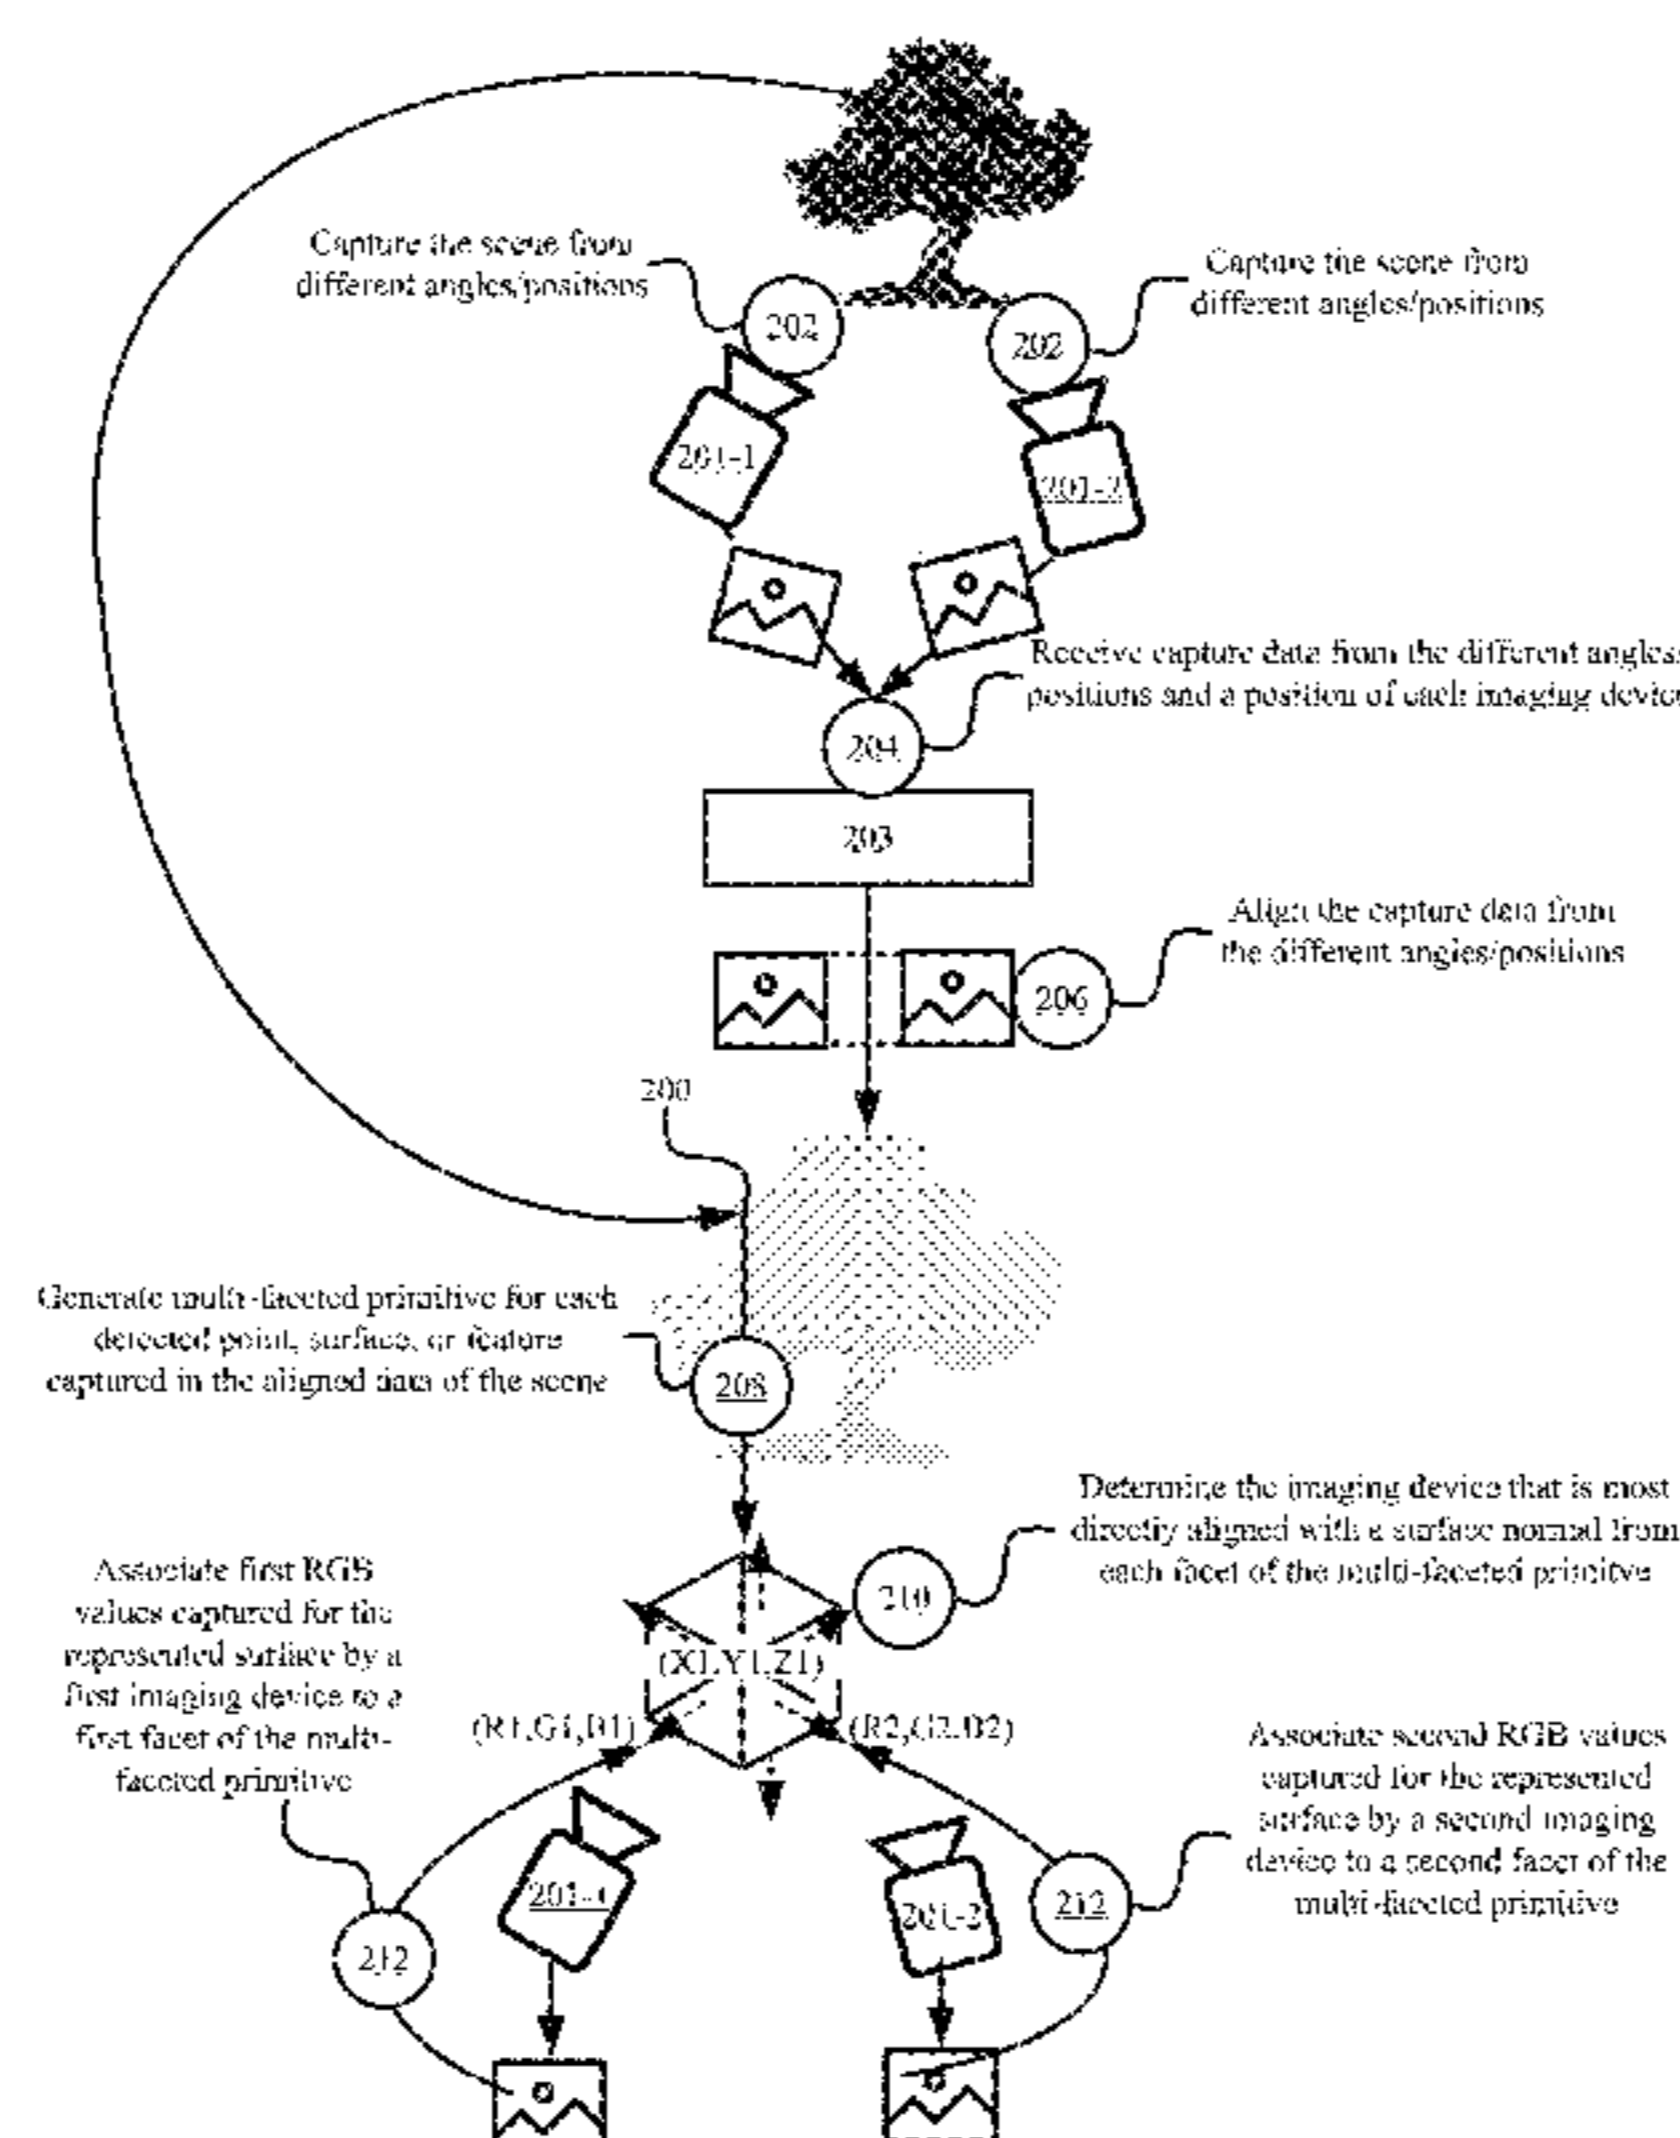 Capture the scene from
different angles/positions
Capture the scene from
different angles/positions
202
202
201-1
201-2
Receive capture data from the different angles
positions and a position of each imaging device
204
203
Align the capture data from
the different angles/positions
206
200
Generate multi-faceted primitive for each
detected point, surface, or feature
captured in the aligned data of the scene
208
Determine the imaging device that is most
directly aligned with a surface normal from
each facet of the multi-faceted primitve
210
Associate first RGB
values captured for the
represented surface by a
first imaging device to a
first facet of the multi-
faceted primitive
(X1,Y1,Z1)
(R1,G1,B1)
(R2,G2,B2)
Associate second RGB values
captured for the represented
surface by a second imaging
device to a second facet of the
multi-faceted primitive
201-1
201-2
212
212